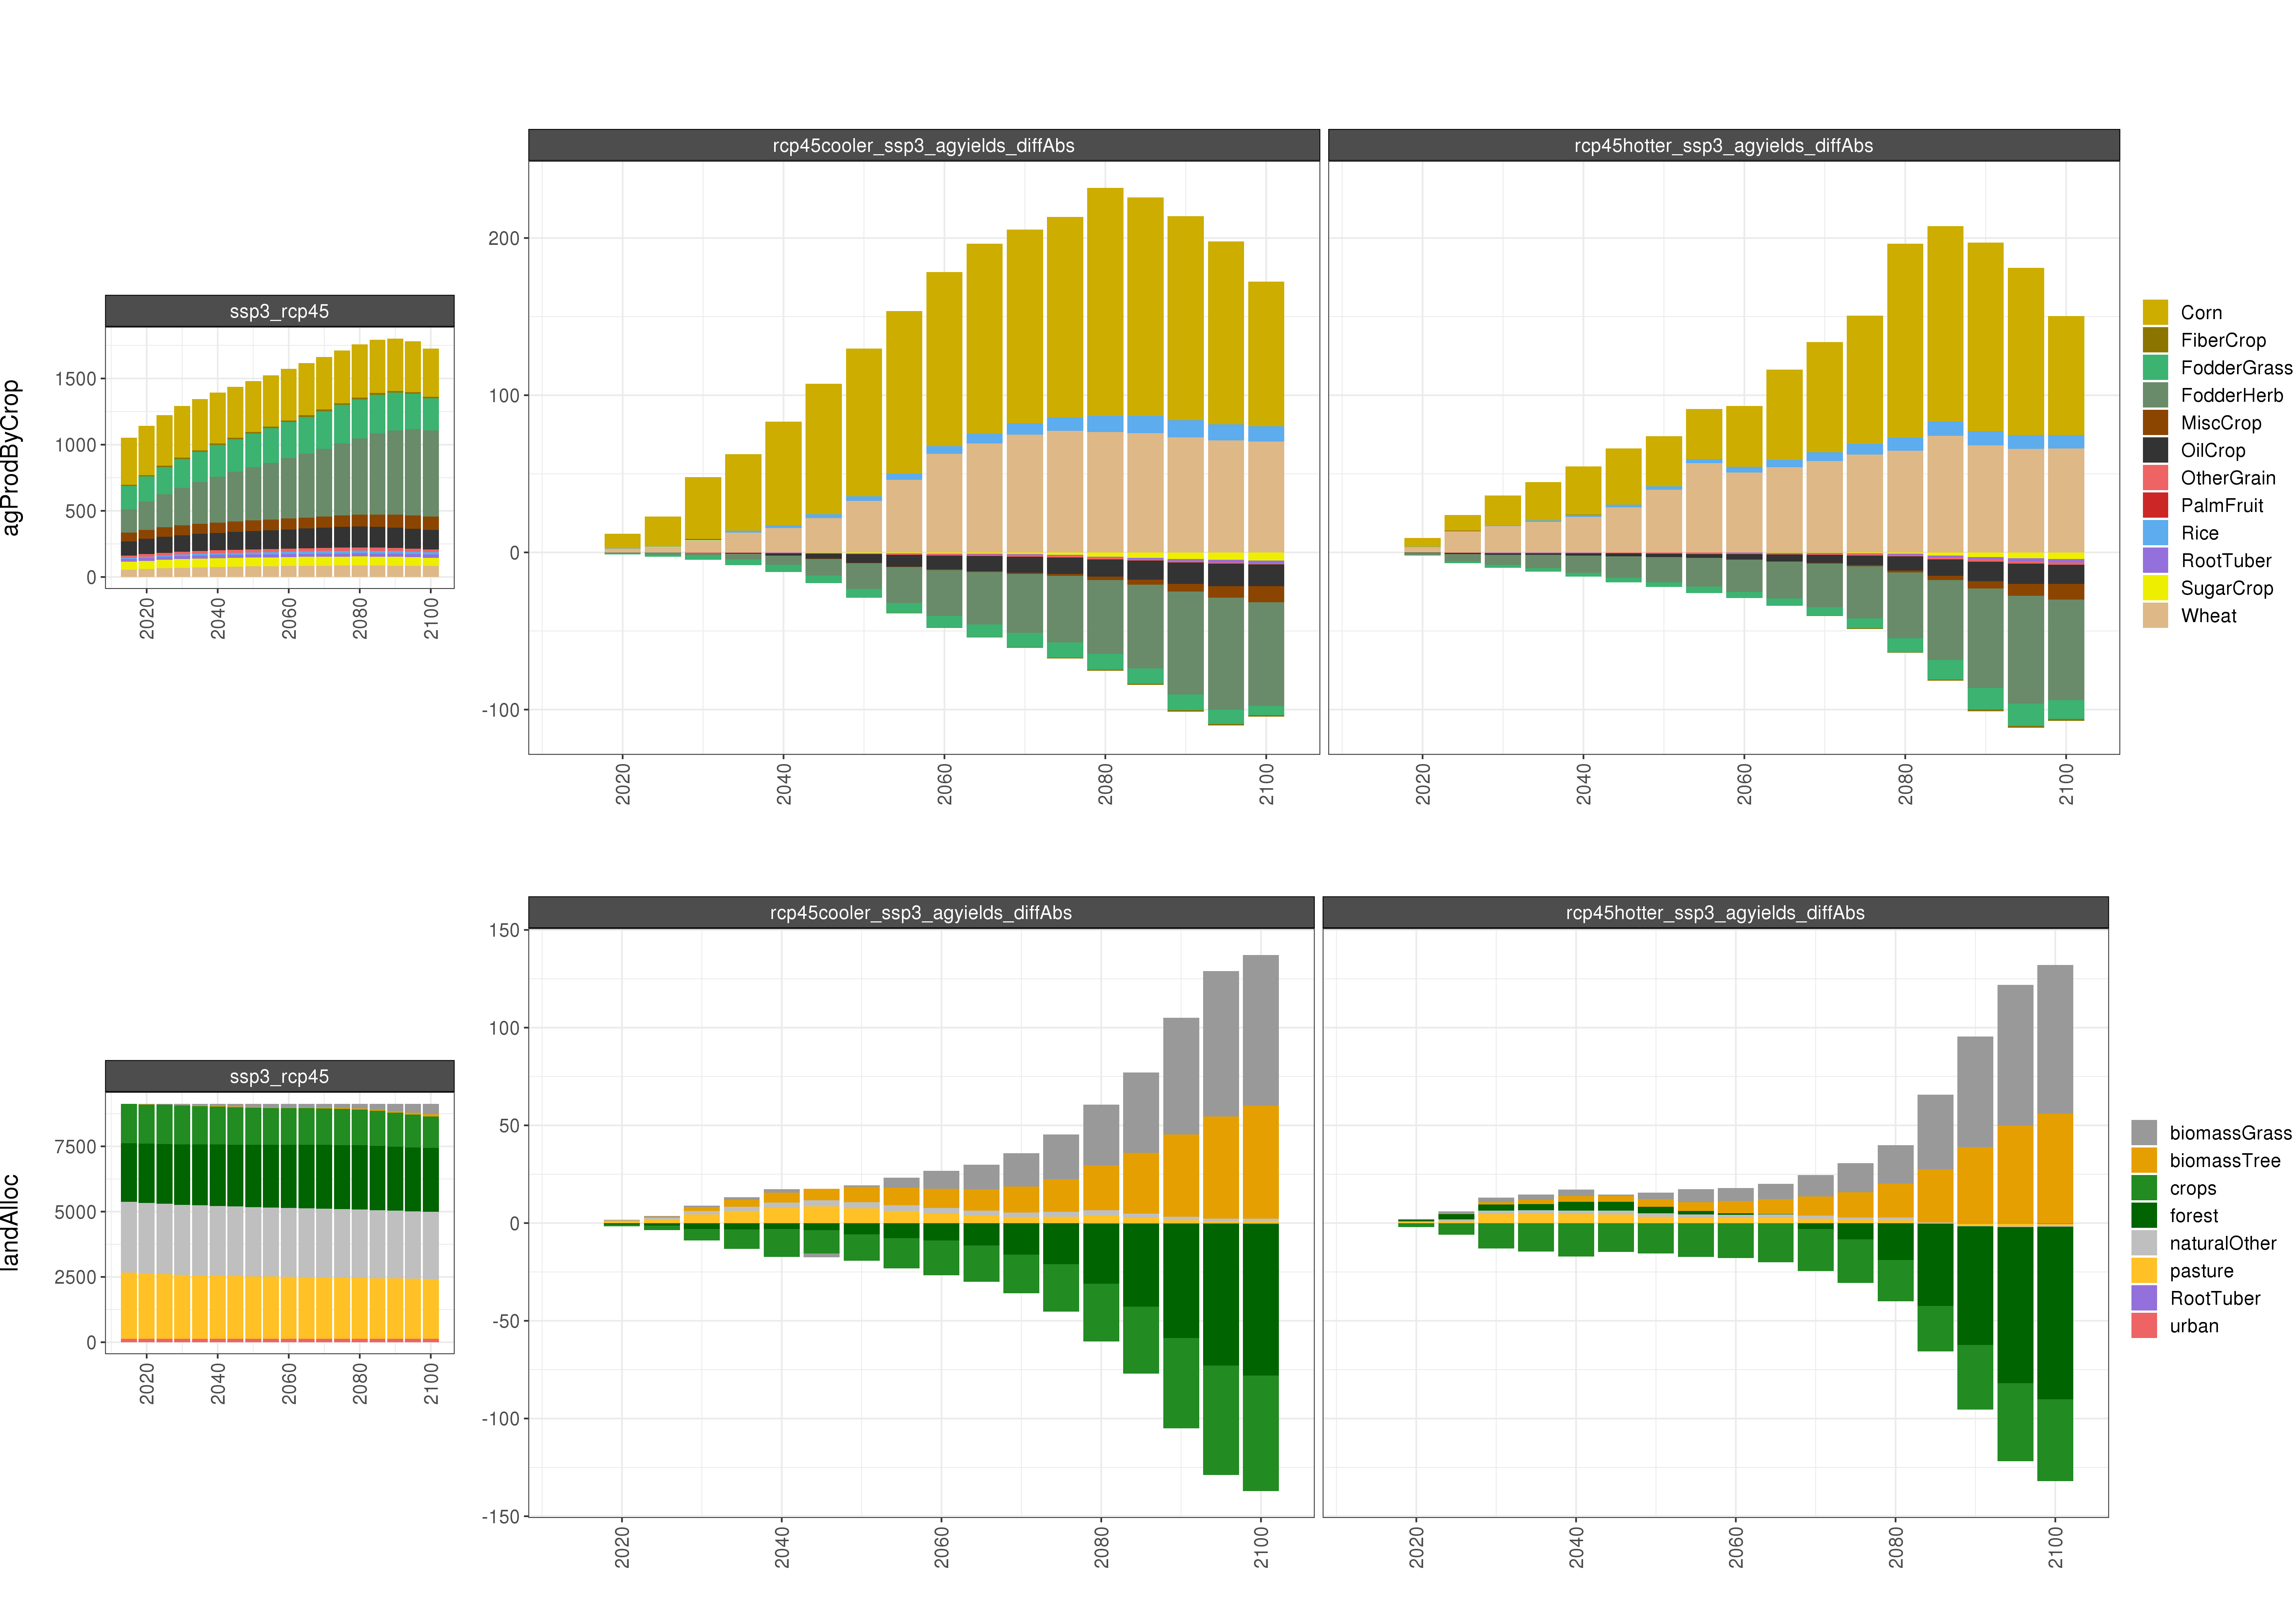 agProdByCrop
ssp3_rcp45
1500
1000
500
0
2020
2040
2060
2080
2100
rcp45cooler_ssp3_agyields_diffAbs
rcp45hotter_ssp3_agyields_diffAbs
200
100
0
-100
2020
2040
2060
2080
2100
2020
2040
2060
2080
2100
Corn
FiberCrop
FodderGrass
FodderHerb
MiscCrop
OilCrop
OtherGrain
PalmFruit
Rice
RootTuber
SugarCrop
Wheat
landAlloc
ssp3_rcp45
7500
5000
2500
0
2020
2040
2060
2080
2100
rcp45cooler_ssp3_agyields_diffAbs
rcp45hotter_ssp3_agyields_diffAbs
150
100
50
0
-50
-100
-150
2020
2040
2060
2080
2100
2020
2040
2060
2080
2100
biomassGrass
biomassTree
crops
forest
naturalOther
pasture
RootTuber
urban